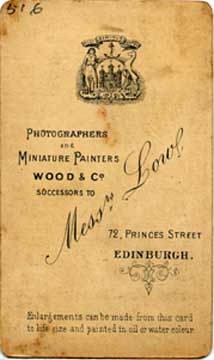 516
PHOTOGRAPHERS
and
MINIATURE PAINTERS
WOOD & Co
SUCCESSORS TO
Messrs Lowe
72, PRINCES STREET
EDINBURGH.
Enlargements can be made from this card
to life size and painted in oil or water colour.